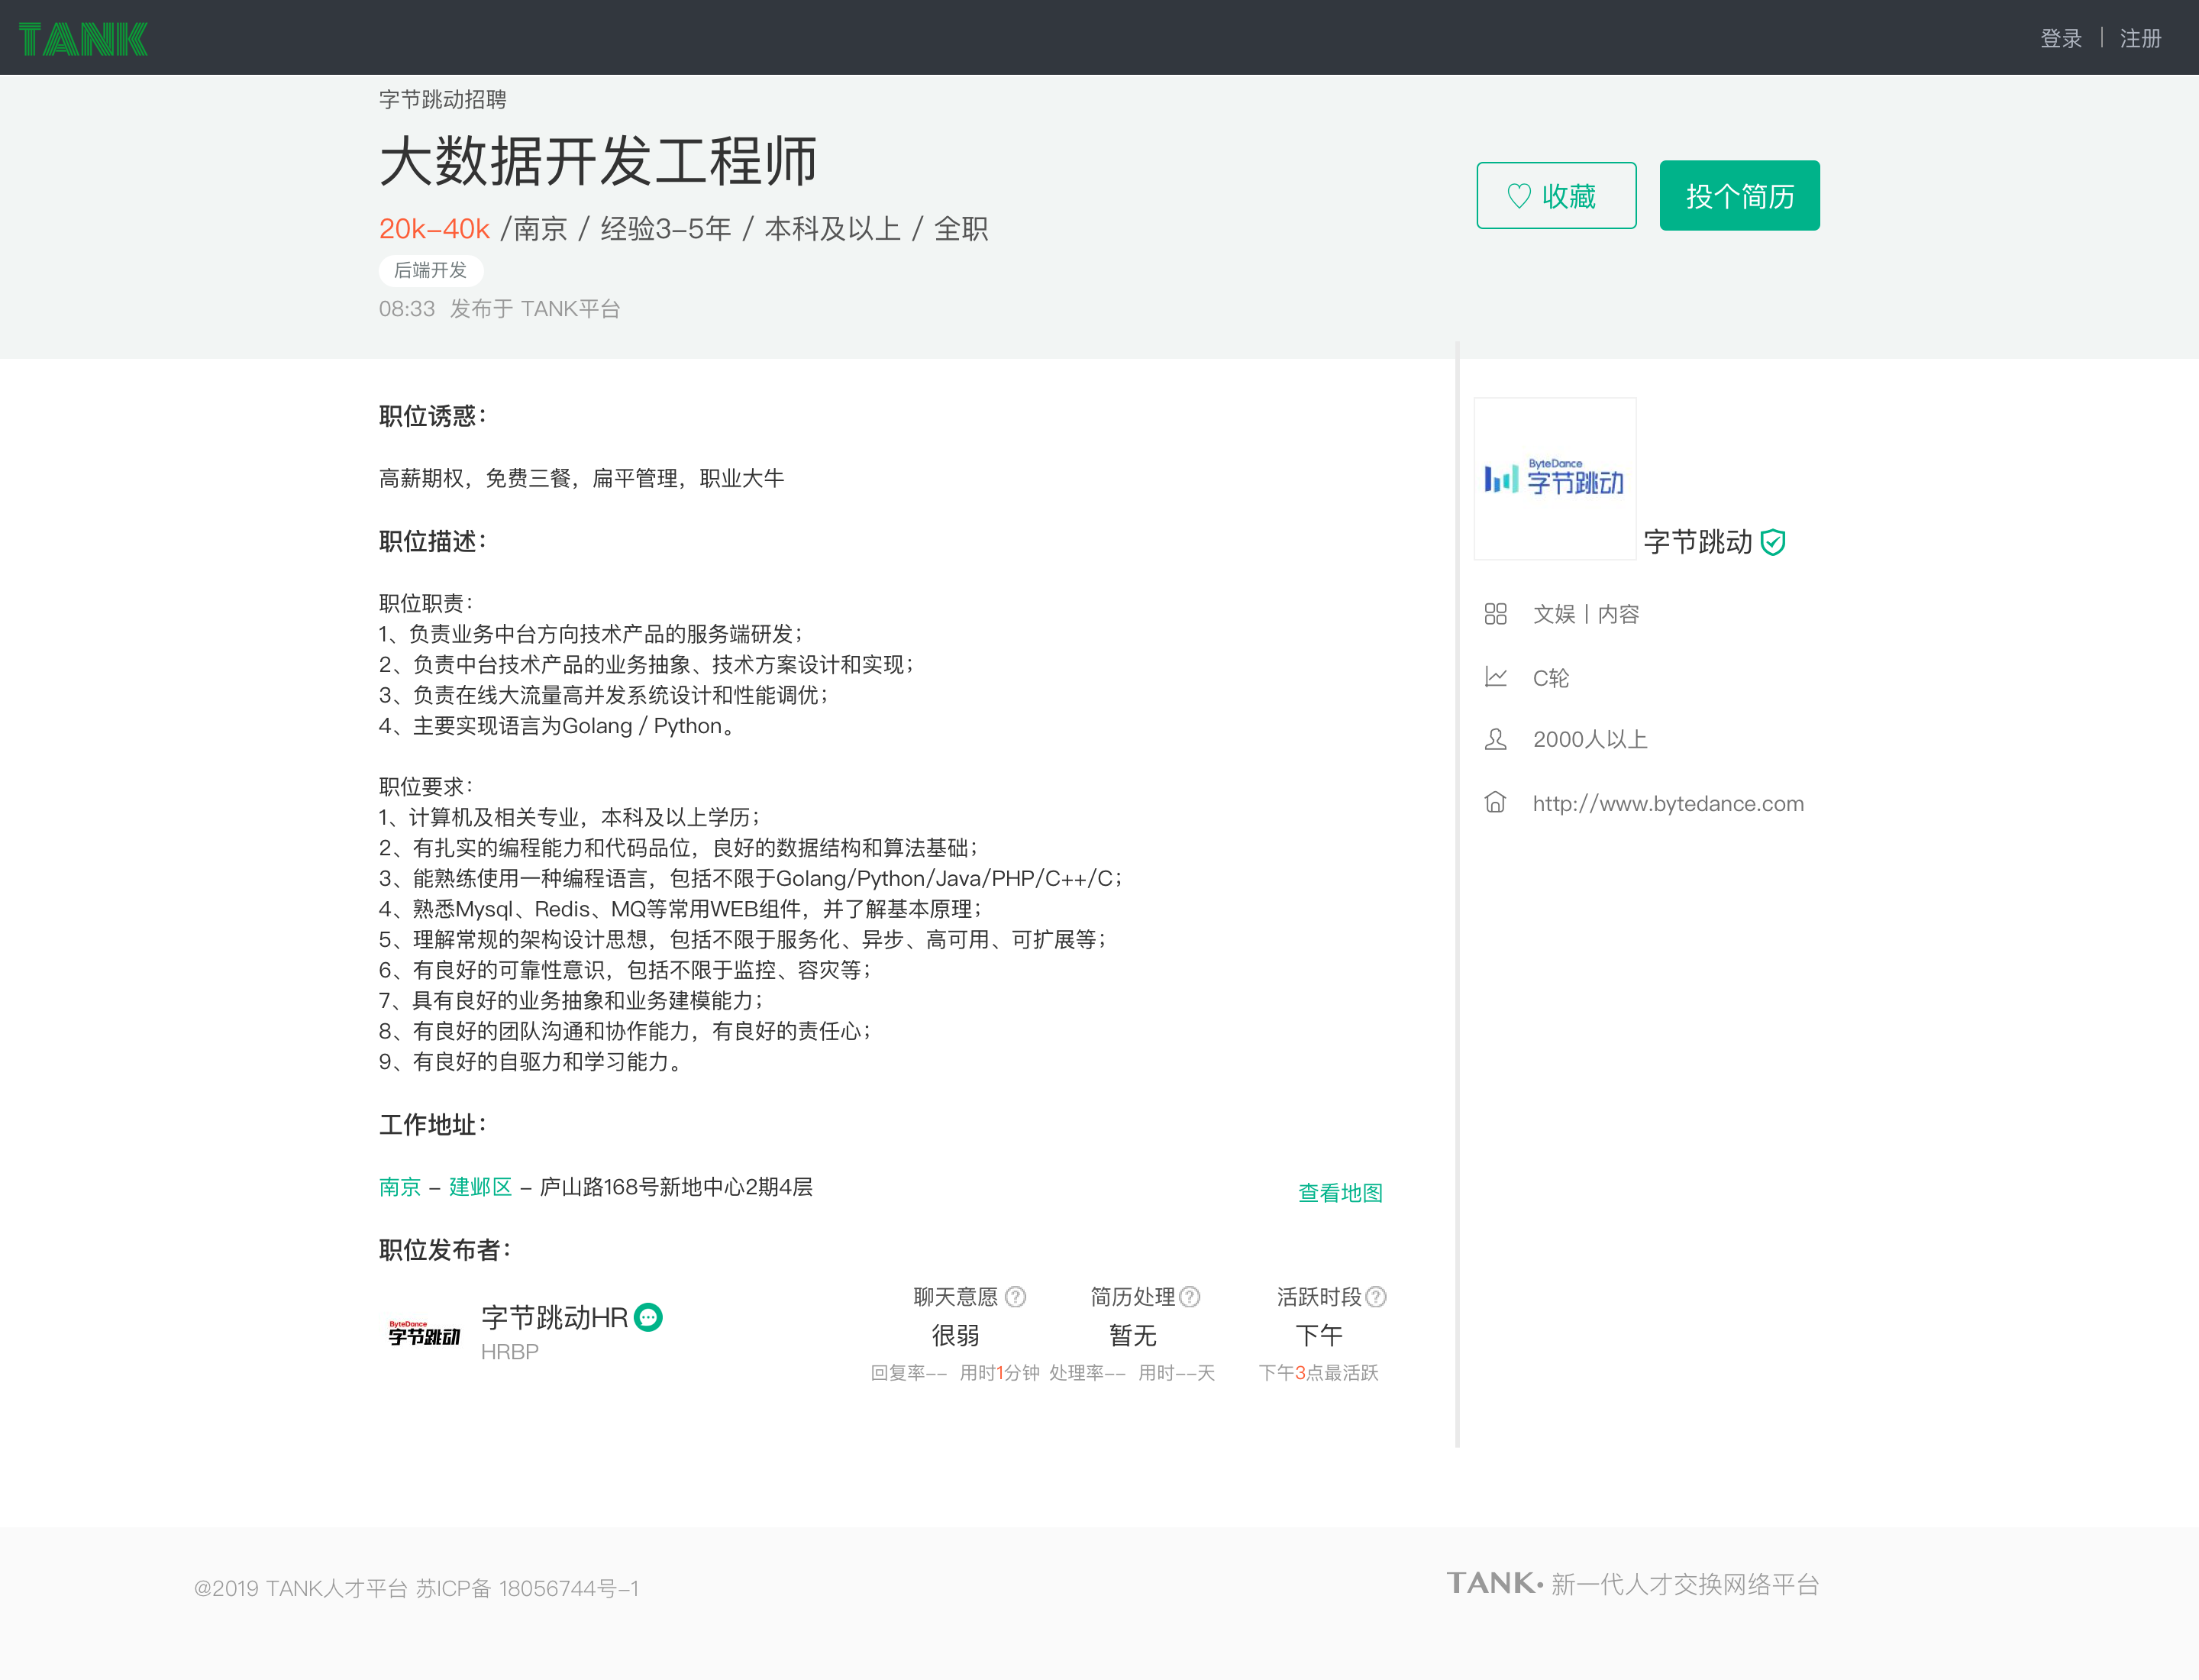 TANK
登录 | 注册
字节跳动招聘
大数据开发工程师
20k-40k /南京 / 经验3-5年 / 本科及以上 / 全职
♡ 收藏
投个简历
后端开发
08:33 发布于 TANK平台
职位诱惑：
高薪期权，免费三餐，扁平管理，职业大牛
职位描述：
职位职责：
1、负责业务中台方向技术产品的服务端研发；
2、负责中台技术产品的业务抽象、技术方案设计和实现；
3、负责在线大流量高并发系统设计和性能调优；
4、主要实现语言为Golang / Python。
职位要求：
1、计算机及相关专业，本科及以上学历；
2、有扎实的编程能力和代码品位，良好的数据结构和算法基础；
3、能熟练使用一种编程语言，包括不限于Golang/Python/Java/PHP/C++/C；
4、熟悉Mysql、Redis、MQ等常用WEB组件，并了解基本原理；
5、理解常规的架构设计思想，包括不限于服务化、异步、高可用、可扩展等；
6、有良好的可靠性意识，包括不限于监控、容灾等；
7、具有良好的业务抽象和业务建模能力；
8、有良好的团队沟通和协作能力，有良好的责任心；
9、有良好的自驱力和学习能力。
工作地址：
南京 - 建邺区 - 庐山路168号新地中心2期4层
查看地图
职位发布者：
ByteDance
字节跳动
字节跳动HR
HRBP
聊天意愿 ?
很弱
回复率-- 用时1分钟
简历处理 ?
暂无
处理率-- 用时--天
活跃时段 ?
下午
下午3点最活跃
ByteDance
字节跳动
字节跳动
文娱丨内容
C轮
2000人以上
http://www.bytedance.com
@2019 TANK人才平台 苏ICP备 18056744号-1
TANK· 新一代人才交换网络平台